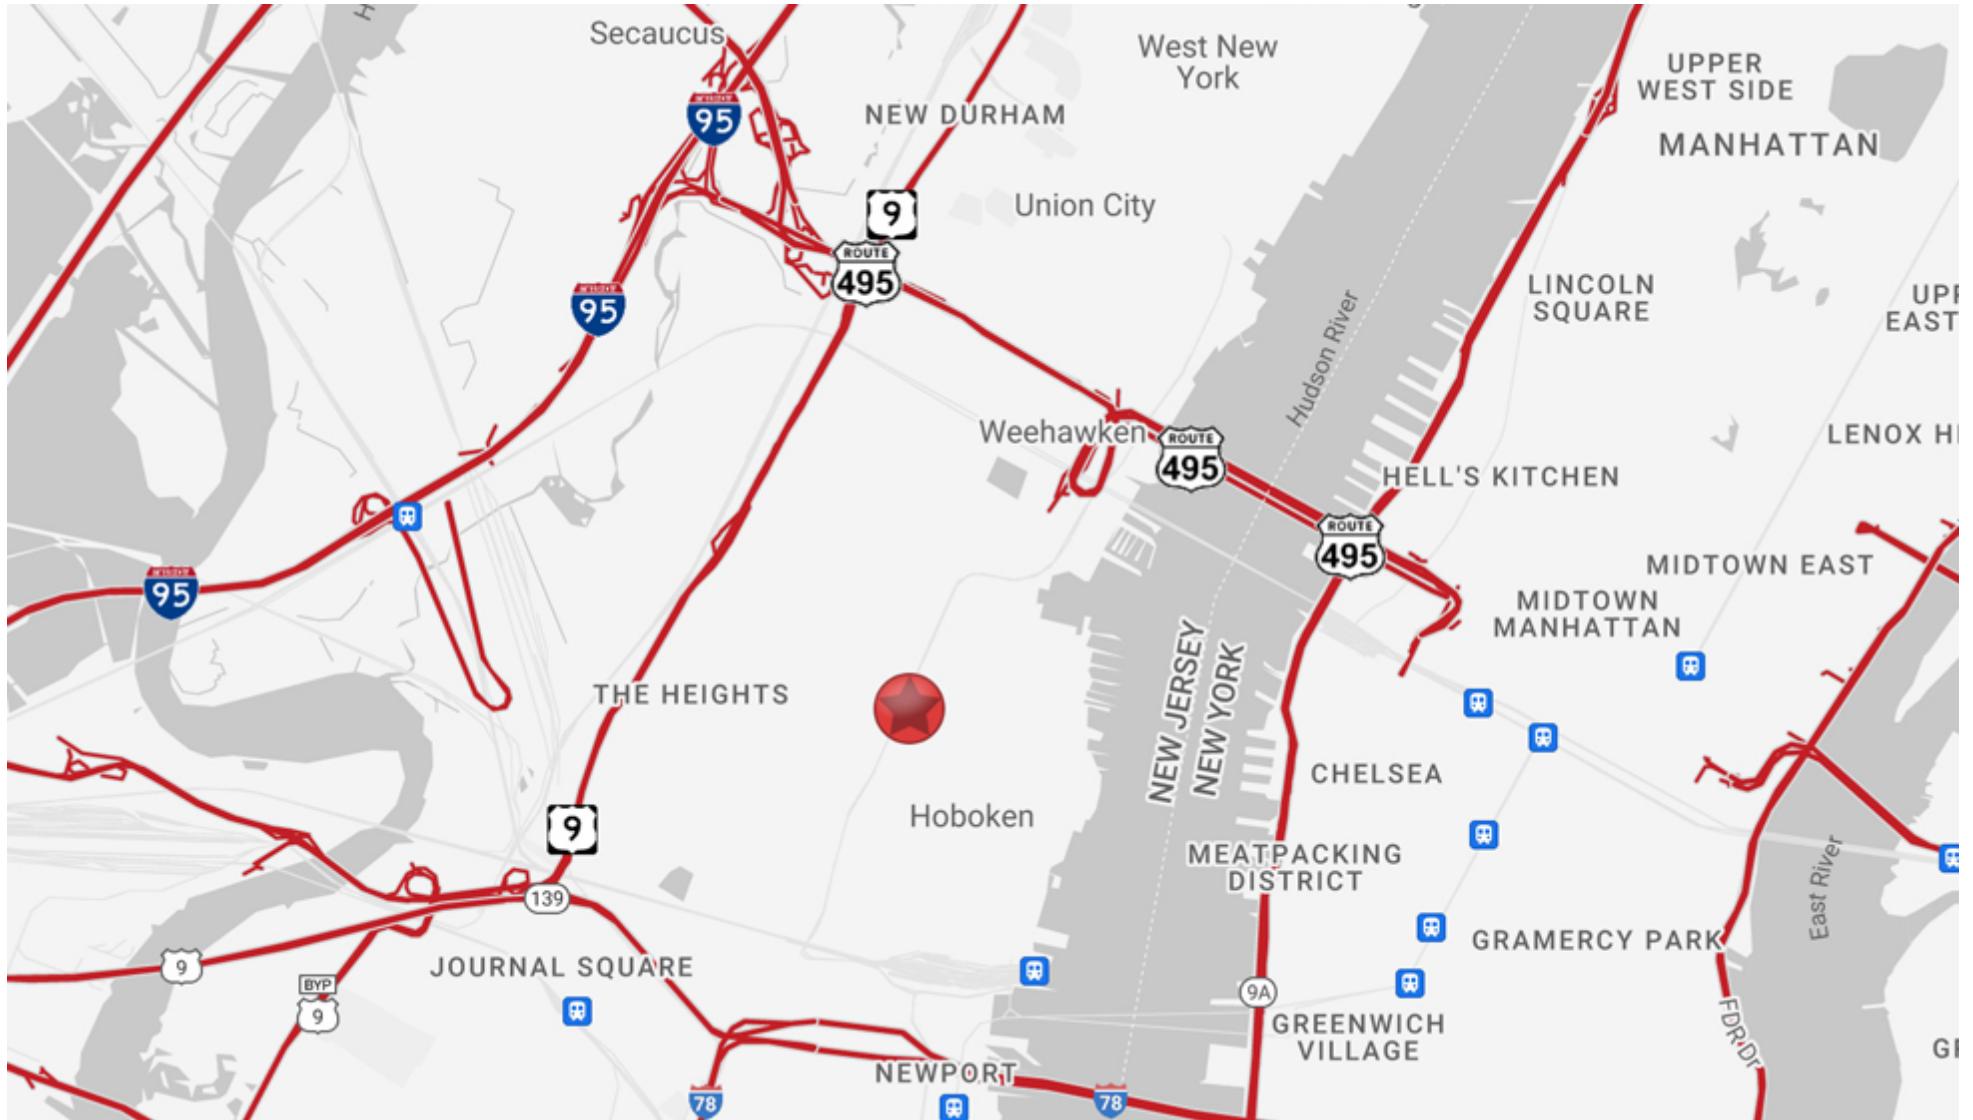 Secaucus
West New
York
UPPER
WEST SIDE
MANHATTAN
95
NEW DURHAM
9
Union City
ROUTE
495
95
LINCOLN
SQUARE
UPP
EAST
Hudson River
Weehawken
ROUTE
495
HELL'S KITCHEN
LENOX HI
ROUTE
495
MIDTOWN EAST
95
MIDTOWN
MANHATTAN
THE HEIGHTS
NEW JERSEY
NEW YORK
CHELSEA
Hoboken
9
MEATPACKING
DISTRICT
East River
139
GRAMERCY PARK
9
JOURNAL SQUARE
BYP
9
9A
GREENWICH
VILLAGE
FDR Dr
NEWPORT
78
78